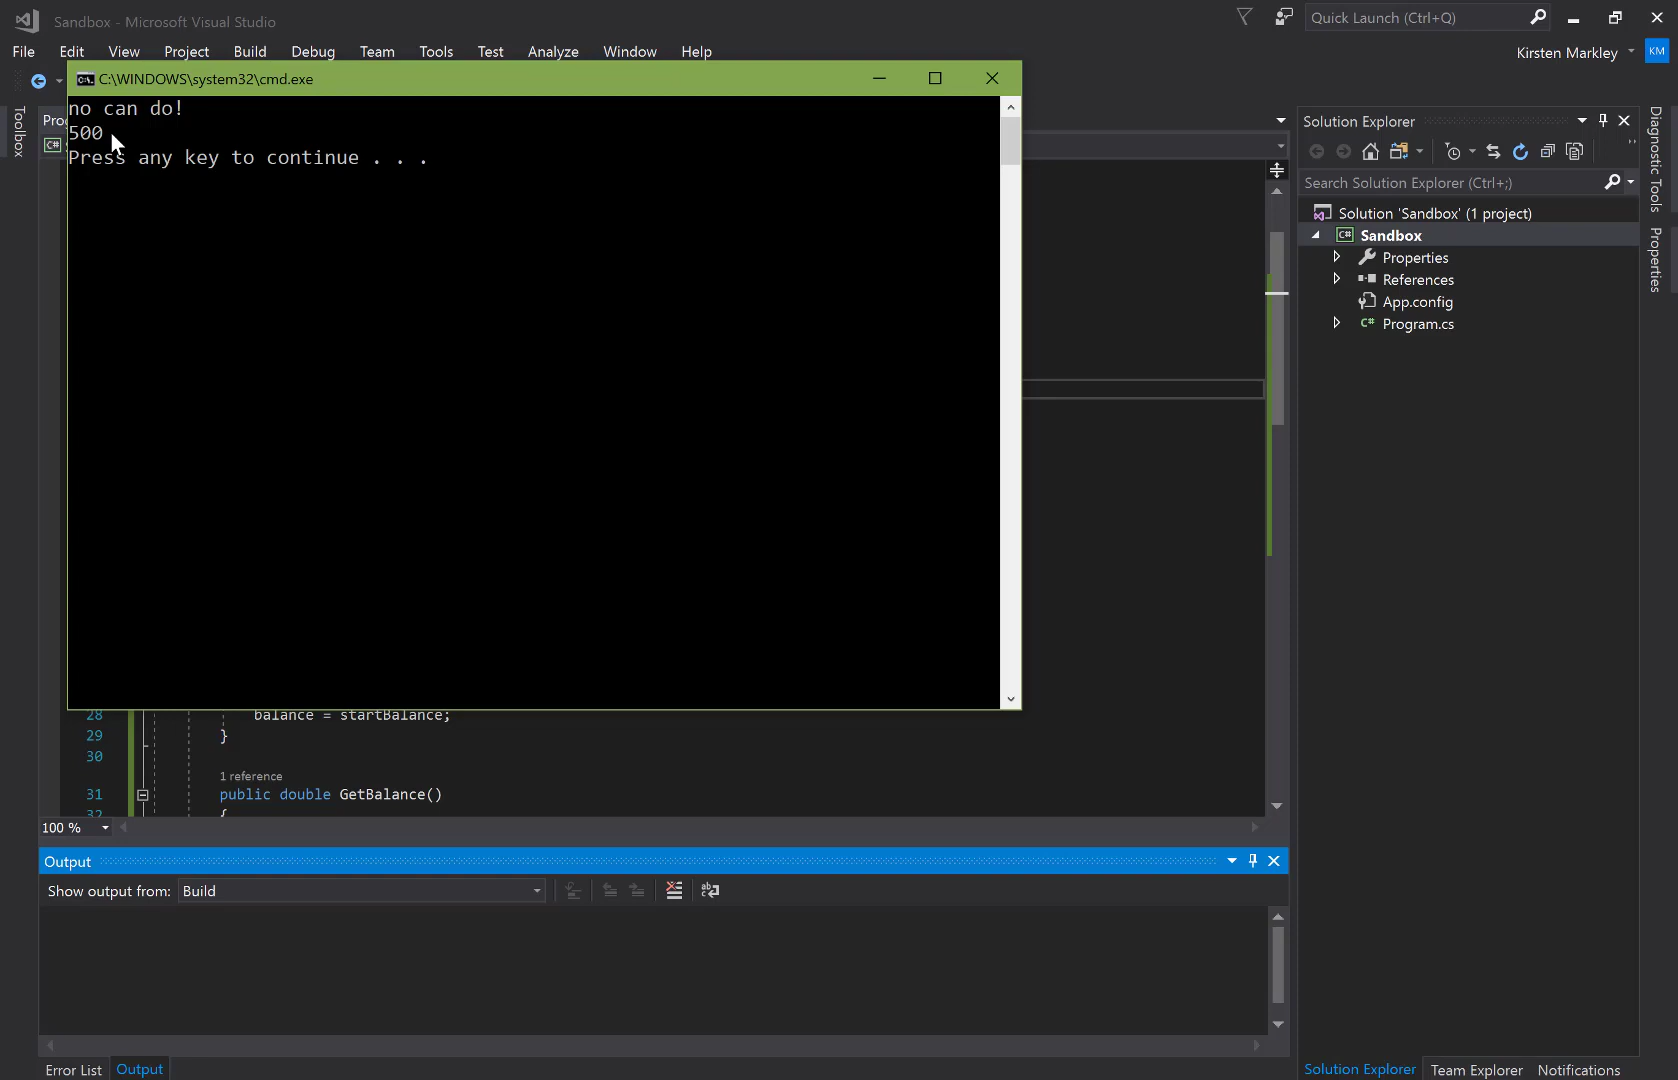 Sandbox - Microsoft Visual Studio
Quick Launch (Ctrl+Q)
File Edit View Project Build Debug Team Tools Test Analyze Window Help
Kirsten Markley KM
C:\WINDOWS\system32\cmd.exe
no can do!
500
Press any key to continue . . .
Toolbox
C#
Solution Explorer
Search Solution Explorer (Ctrl+;)
Solution 'Sandbox' (1 project)
C# Sandbox
Properties
References
App.config
C# Program.cs
Diagnostic Tools
Properties
28 balance = startBalance;
29 }
30
1 reference
31 public double GetBalance()
32 {
100 %
Output
Show output from: Build
Error List Output
Solution Explorer Team Explorer Notifications